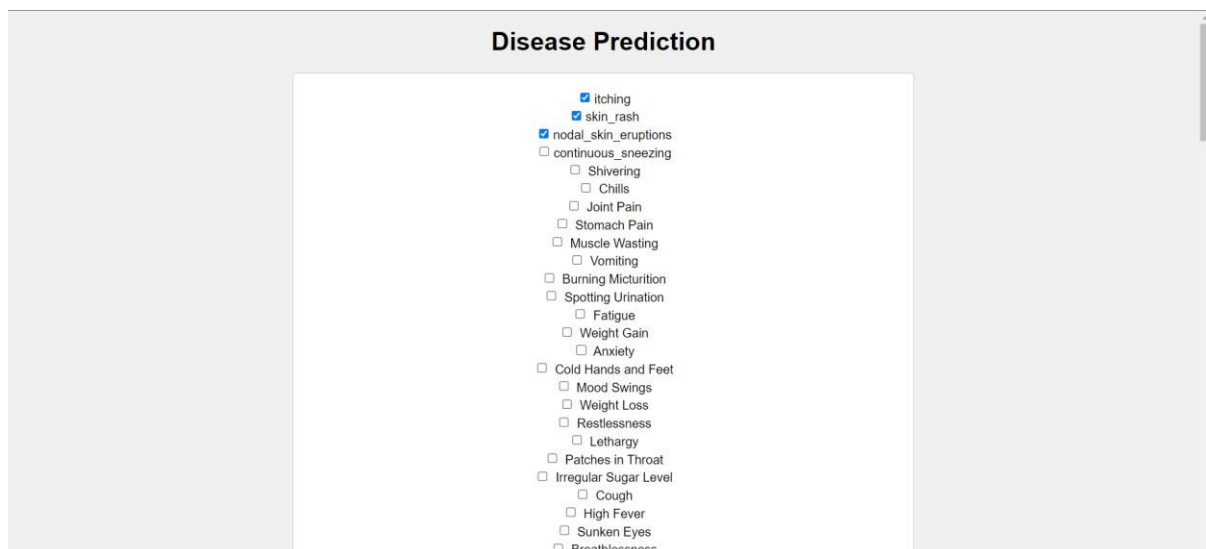 Disease Prediction
itching
skin_rash
nodal_skin_eruptions
continuous_sneezing
Shivering
Chills
Joint Pain
Stomach Pain
Muscle Wasting
Vomiting
Burning Micturition
Spotting Urination
Fatigue
Weight Gain
Anxiety
Cold Hands and Feet
Mood Swings
Weight Loss
Restlessness
Lethargy
Patches in Throat
Irregular Sugar Level
Cough
High Fever
Sunken Eyes
Breathlessness